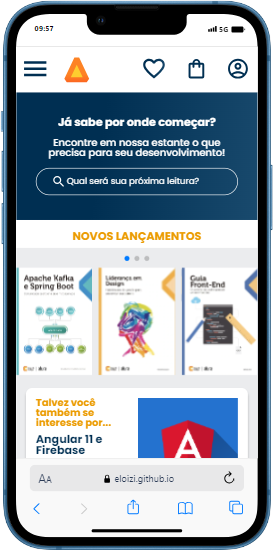 09:57
5G
Já sabe por onde começar?
Encontre em nossa estante o que
precisa para seu desenvolvimento!
Qual será sua próxima leitura?
NOVOS LANÇAMENTOS
Apache Kafka
e Spring Boot
Liderança em
Design
Guia
Front-End
Talvez você
também se
interesse por...
Angular 11 e
Firebase
AA
eloizi.github.io